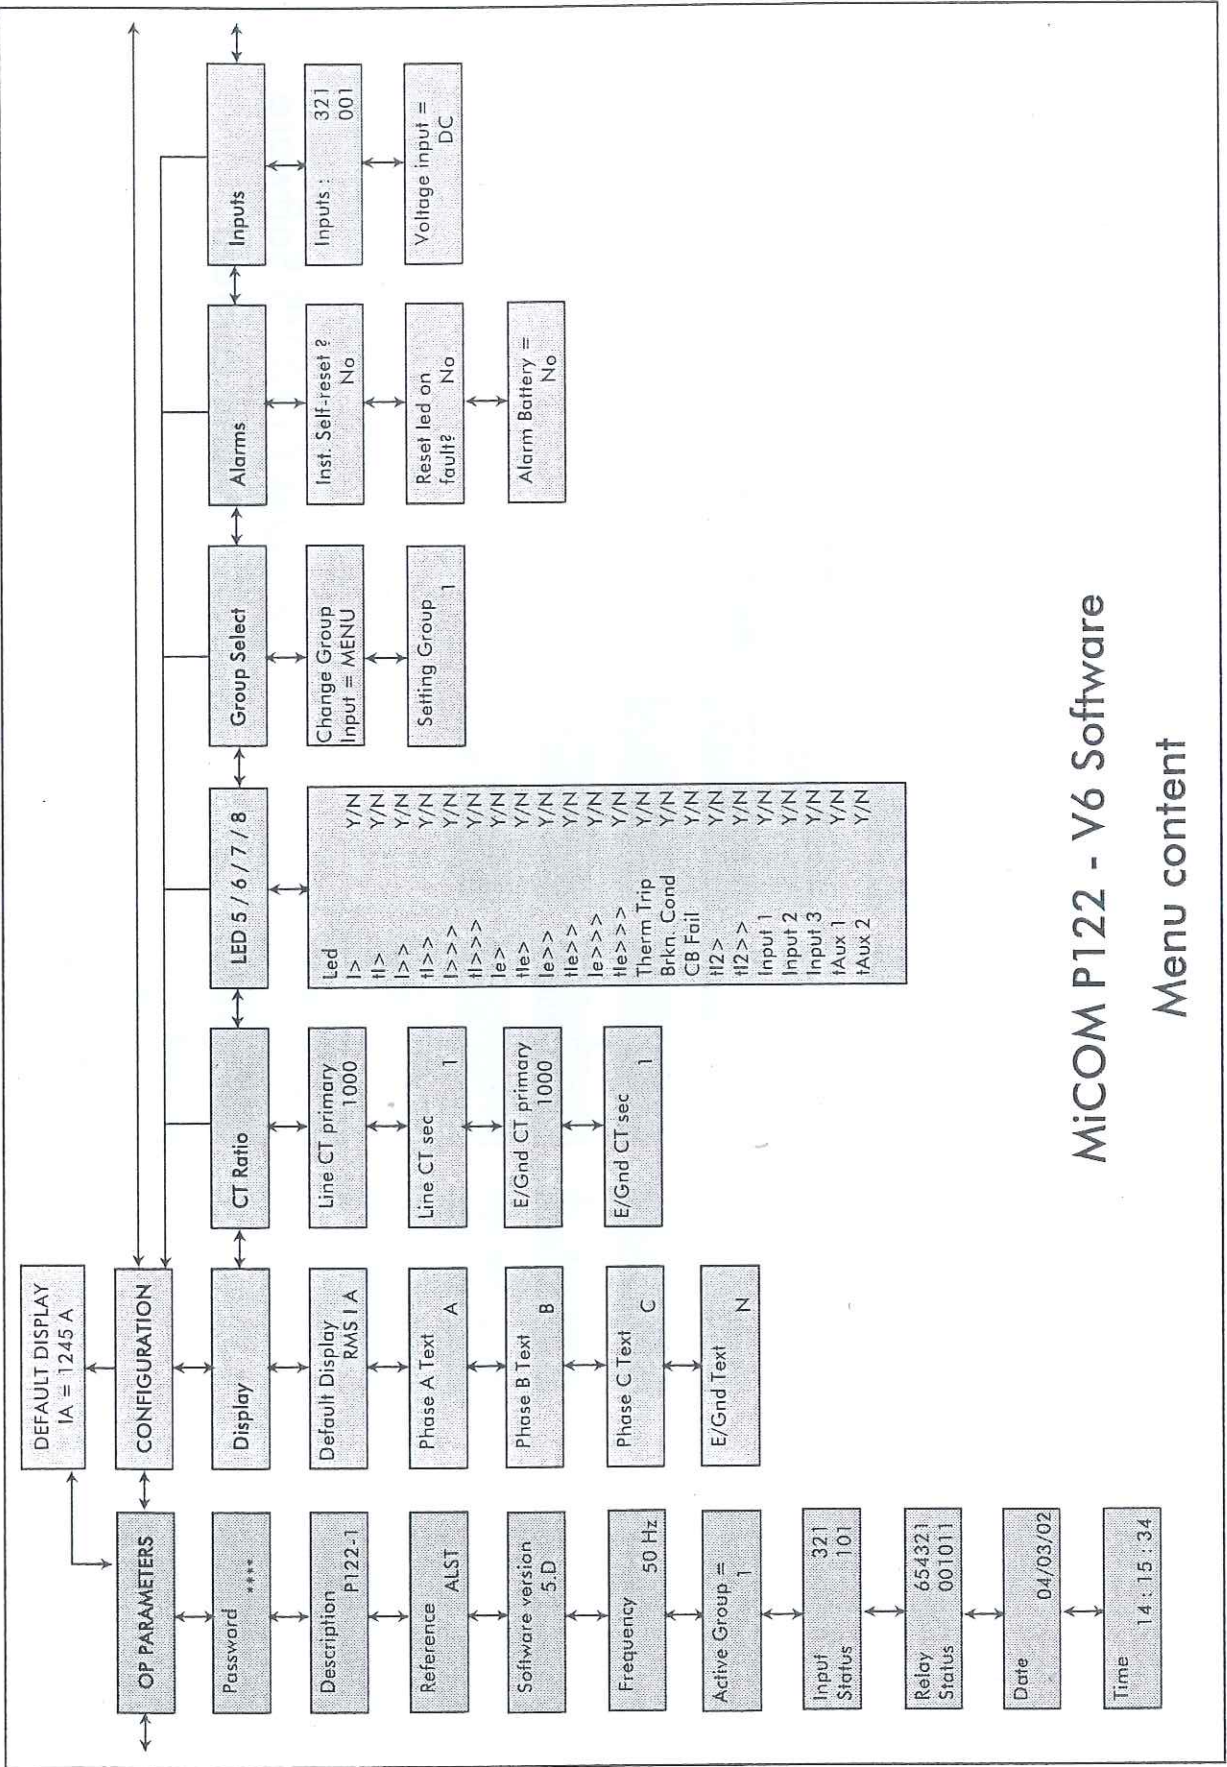 DEFAULT DISPLAY
IA = 1245 A
OP PARAMETERS
Password
****
Description
P122-1
Reference
ALST
Software version
5.D
Frequency
50 Hz
Active Group =
1
Input 321
Status 101
Relay 654321
Status 001011
Date
04/03/02
Time
14 : 15 : 34
CONFIGURATION
Display
Default Display
RMS I A
Phase A Text
A
Phase B Text
B
Phase C Text
C
E/Gnd Text
N
CT Ratio
Line CT primary
1000
Line CT sec
1
E/Gnd CT primary
1000
E/Gnd CT sec
1
LED 5 / 6 / 7 / 8
Led
I> Y/N
tI> Y/N
I>> Y/N
tI>> Y/N
I>>> Y/N
tI>>> Y/N
Ie> Y/N
tIe> Y/N
Ie>> Y/N
tIe>> Y/N
Ie>>> Y/N
tIe>>> Y/N
Therm Trip Y/N
Brkn. Cond Y/N
CB Fail Y/N
tI2> Y/N
tI2>> Y/N
Input 1 Y/N
Input 2 Y/N
Input 3 Y/N
tAux 1 Y/N
tAux 2 Y/N
Group Select
Change Group
Input = MENU
Setting Group
1
Alarms
Inst. Self-reset ?
No
Reset led on
fault? No
Alarm Battery =
No
Inputs
Inputs : 321
001
Voltage input =
DC
MiCOM P122 - V6 Software
Menu content